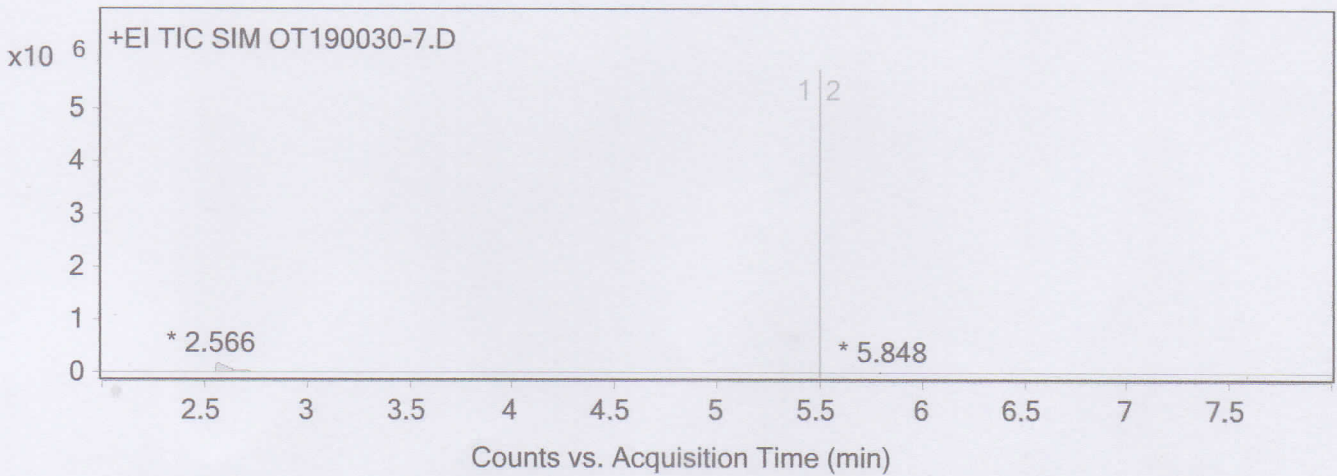 +EI TIC SIM OT190030-7.D
x10 6
5
4
3
2
1
0
1 2
* 2.566
* 5.848
2.5 3 3.5 4 4.5 5 5.5 6 6.5 7 7.5
Counts vs. Acquisition Time (min)